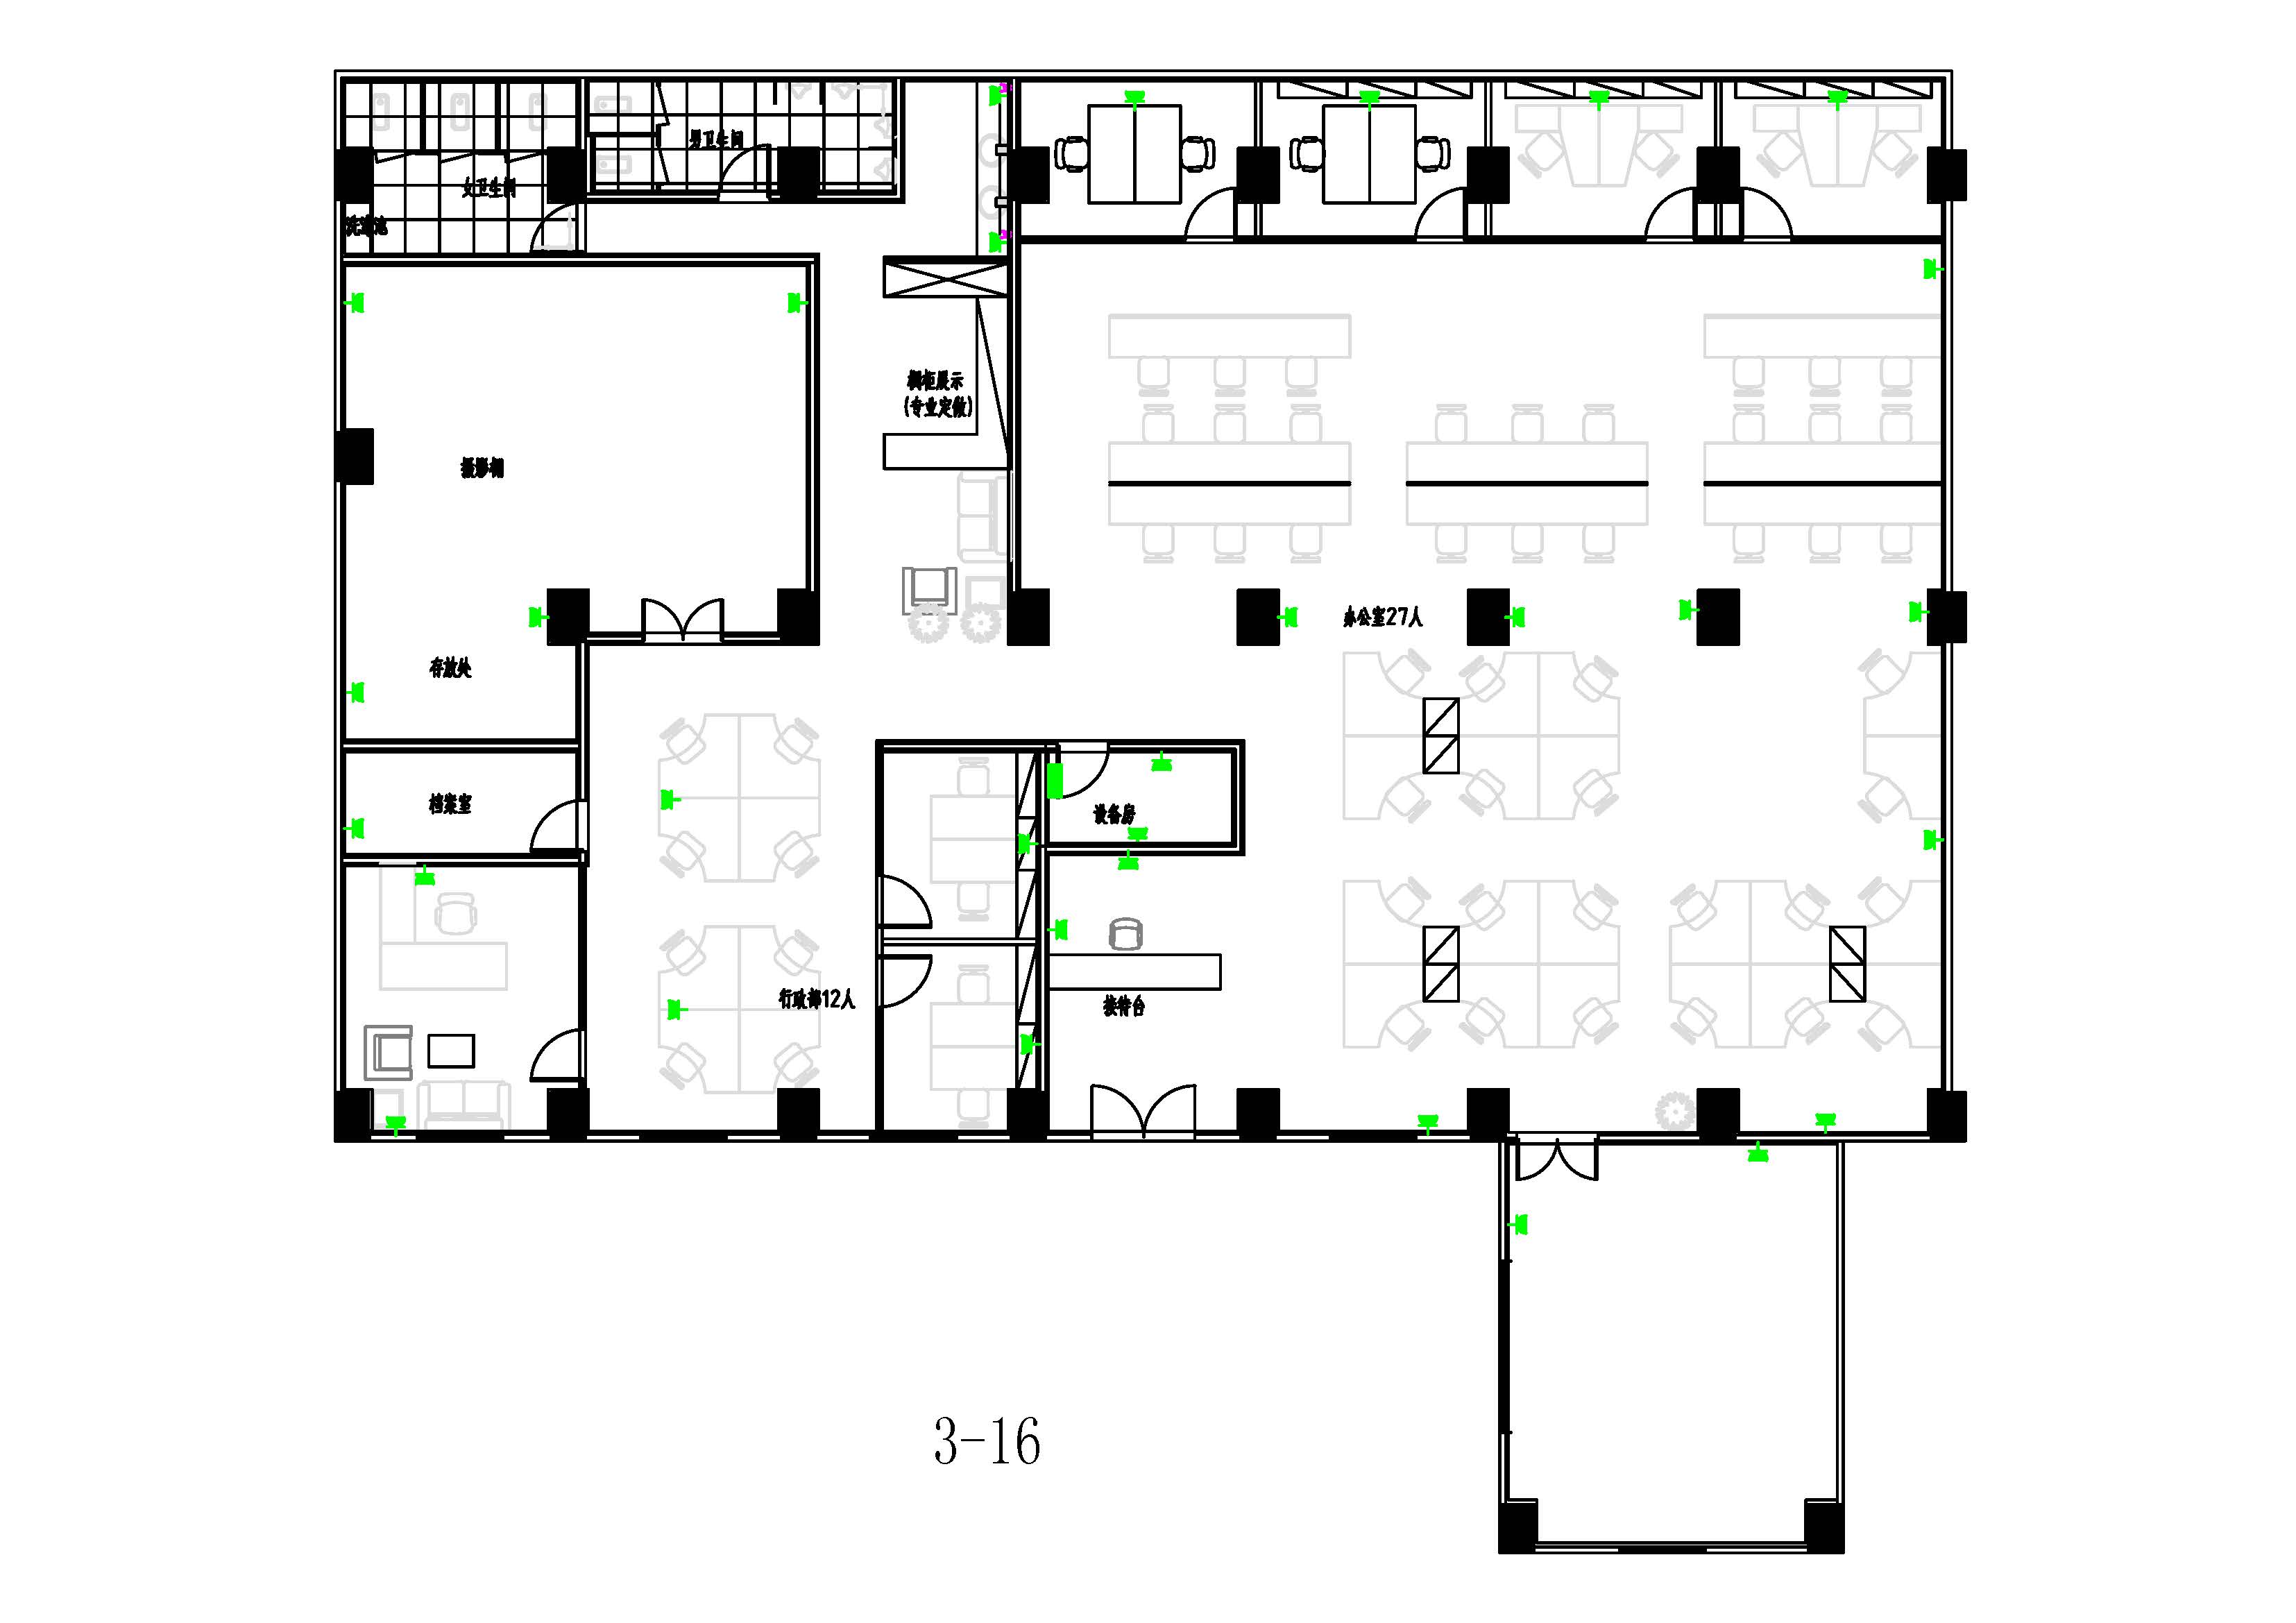 男卫生间
女卫生间
洗漱池
橱柜展示
(专业定做)
摄影棚
办公室27人
存放处
档案室
设备房
行政部12人
接待台
3-16